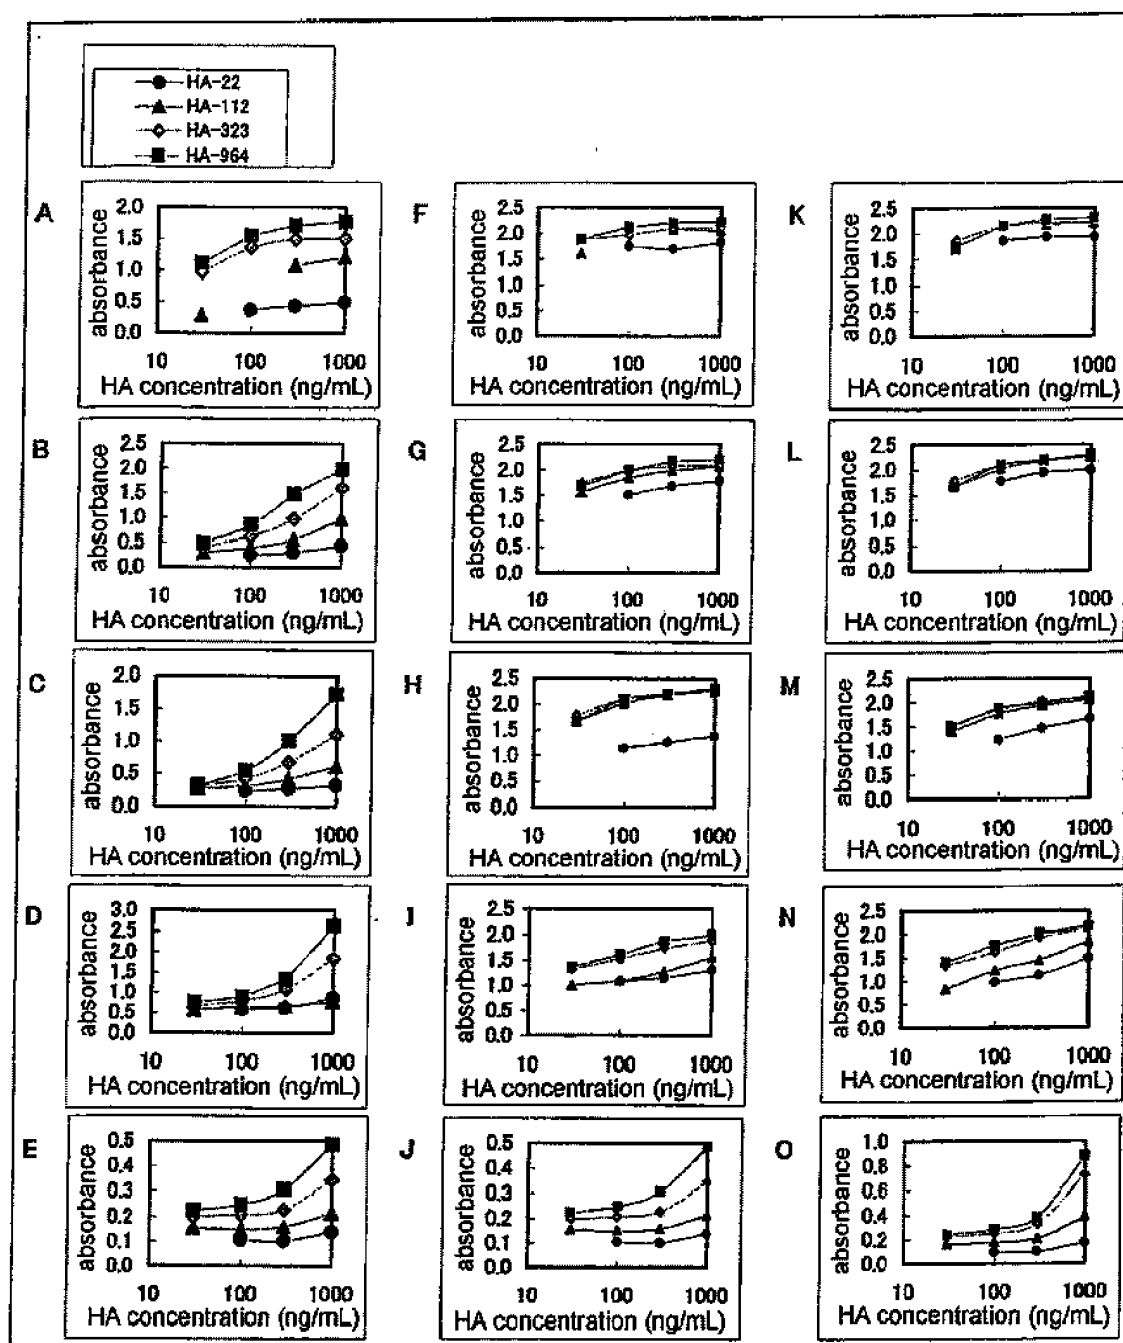 HA-22
HA-112
HA-323
HA-964
A
absorbance
2.0
1.5
1.0
0.5
0.0
10
100
1000
HA concentration (ng/mL)
F
absorbance
2.5
2.0
1.5
1.0
0.5
0.0
10
100
1000
HA concentration (ng/mL)
K
absorbance
2.5
2.0
1.5
1.0
0.5
0.0
10
100
1000
HA concentration (ng/mL)
B
absorbance
2.5
2.0
1.5
1.0
0.5
0.0
10
100
1000
HA concentration (ng/mL)
G
absorbance
2.5
2.0
1.5
1.0
0.5
0.0
10
100
1000
HA concentration (ng/mL)
L
absorbance
2.5
2.0
1.5
1.0
0.5
0.0
10
100
1000
HA concentration (ng/mL)
C
absorbance
2.0
1.5
1.0
0.5
0.0
10
100
1000
HA concentration (ng/mL)
H
absorbance
2.5
2.0
1.5
1.0
0.5
0.0
10
100
1000
HA concentration (ng/mL)
M
absorbance
2.5
2.0
1.5
1.0
0.5
0.0
10
100
1000
HA concentration (ng/mL)
D
absorbance
3.0
2.5
2.0
1.5
1.0
0.5
0.0
10
100
1000
HA concentration (ng/mL)
I
absorbance
2.5
2.0
1.5
1.0
0.5
0.0
10
100
1000
HA concentration (ng/mL)
N
absorbance
2.5
2.0
1.5
1.0
0.5
0.0
10
100
1000
HA concentration (ng/mL)
E
absorbance
0.5
0.4
0.3
0.2
0.1
0.0
10
100
1000
HA concentration (ng/mL)
J
absorbance
0.5
0.4
0.3
0.2
0.1
0.0
10
100
1000
HA concentration (ng/mL)
O
absorbance
1.0
0.8
0.6
0.4
0.2
0.0
10
100
1000
HA concentration (ng/mL)